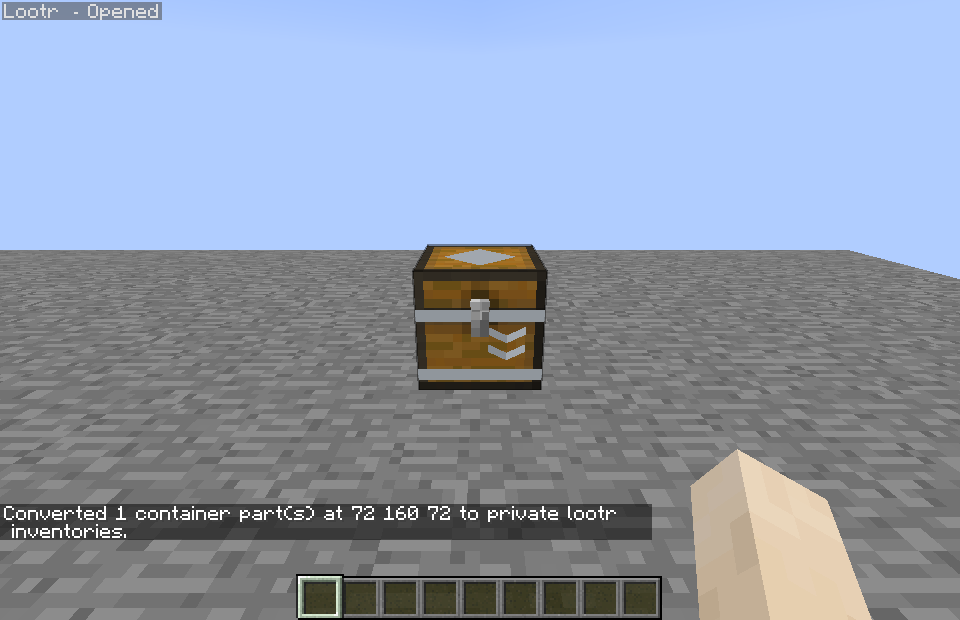 Lootr - Opened
Converted 1 container part(s) at 72 160 72 to private lootr
inventories.